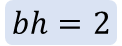 bh = 2